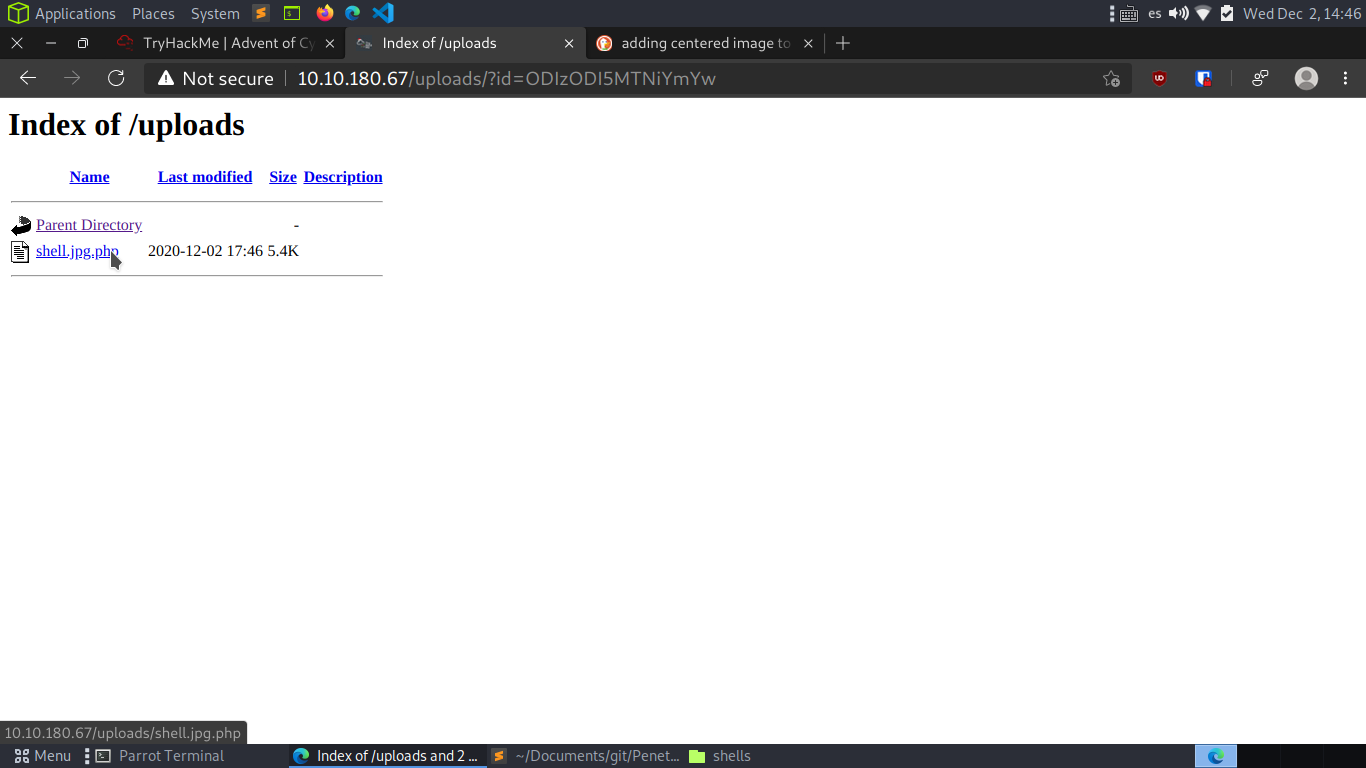 Applications Places System es Wed Dec 2, 14:46
TryHackMe | Advent of Cy Index of /uploads adding centered image to
Not secure 10.10.180.67/uploads/?id=ODIzODI5MTNiYmYw
Index of /uploads
Name Last modified Size Description
Parent Directory -
shell.jpg.php 2020-12-02 17:46 5.4K
10.10.180.67/uploads/shell.jpg.php
Menu Parrot Terminal Index of /uploads and 2 ... ~/Documents/git/Penet... shells